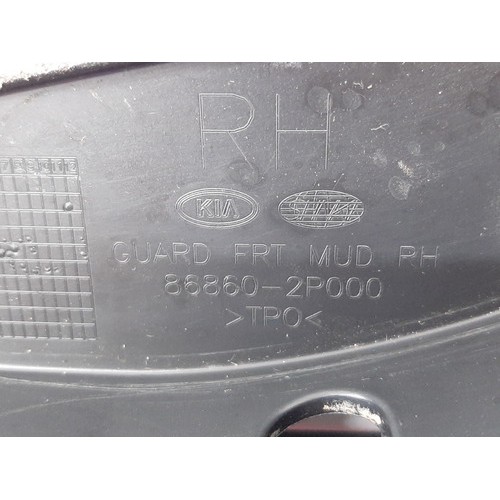 RH
KIA
GUARD FRT MUD RH
86860-2P000
>TPO<